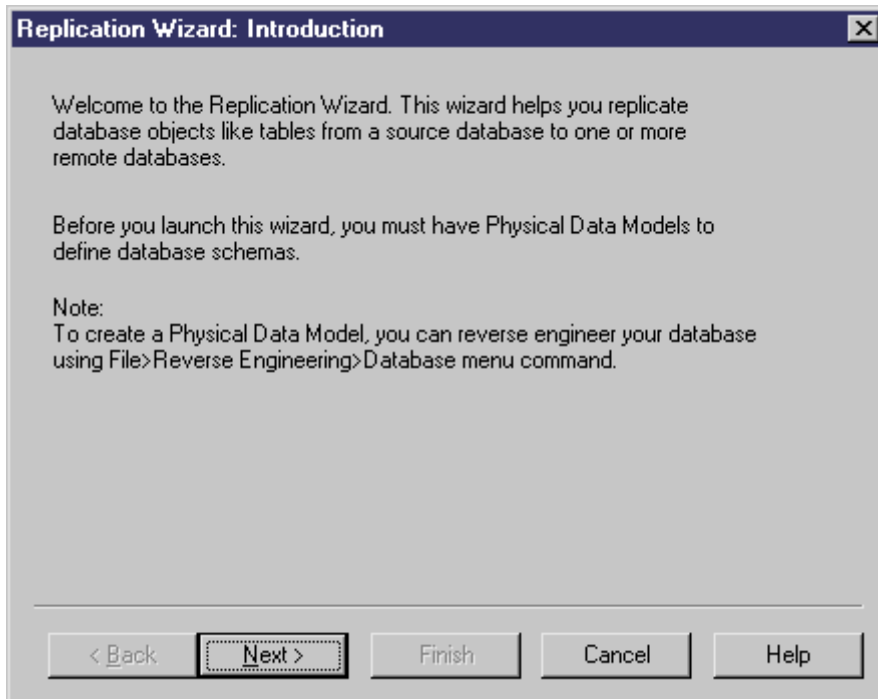 Replication Wizard: Introduction
Welcome to the Replication Wizard. This wizard helps you replicate
database objects like tables from a source database to one or more
remote databases.
Before you launch this wizard, you must have Physical Data Models to
define database schemas.
Note:
To create a Physical Data Model, you can reverse engineer your database
using File>Reverse Engineering>Database menu command.
< Back
Next >
Finish
Cancel
Help